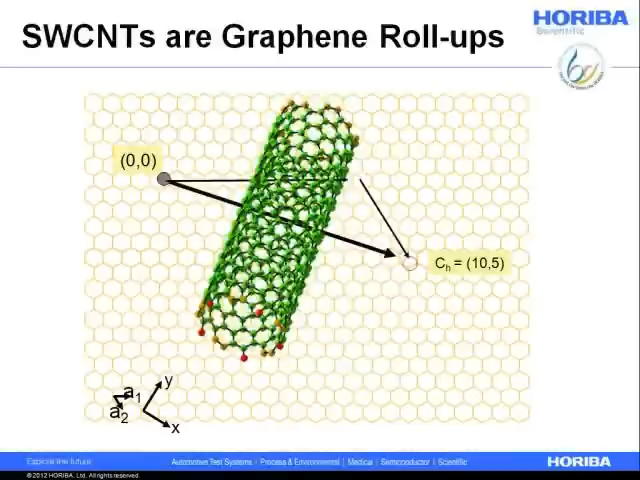 SWCNTs are Graphene Roll-ups
HORIBA
Scientific
(0,0)
Cₕ = (10,5)
a₁
a₂
y
x
Explore the future
Automotive Test Systems | Process & Environmental | Medical | Semiconductor | Scientific
HORIBA
© 2012 HORIBA, Ltd. All rights reserved.